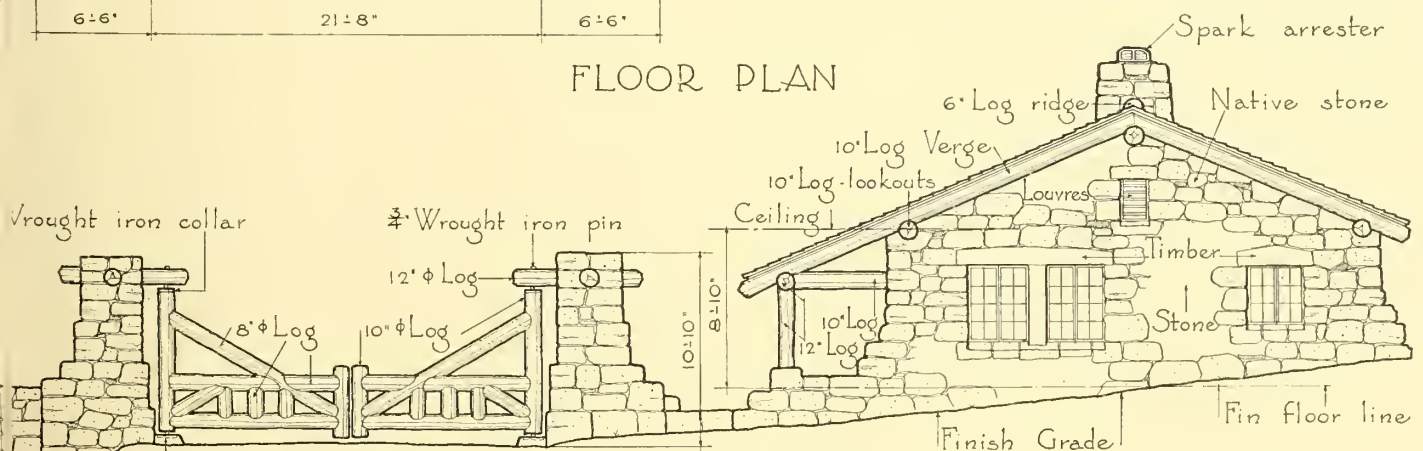 6'-6" 21'-8" 6'-6"
FLOOR PLAN
Spark arrester
6" Log ridge
Native stone
10" Log Verge
10" Log-lookouts
Louvres
Ceiling
Wrought iron collar
3/4" Wrought iron pin
Timber
12" ϕ Log
8" ϕ Log
10" ϕ Log
10'-10"
8'-10"
10" Log
12" Log
Stone
Fin floor line
Finish Grade